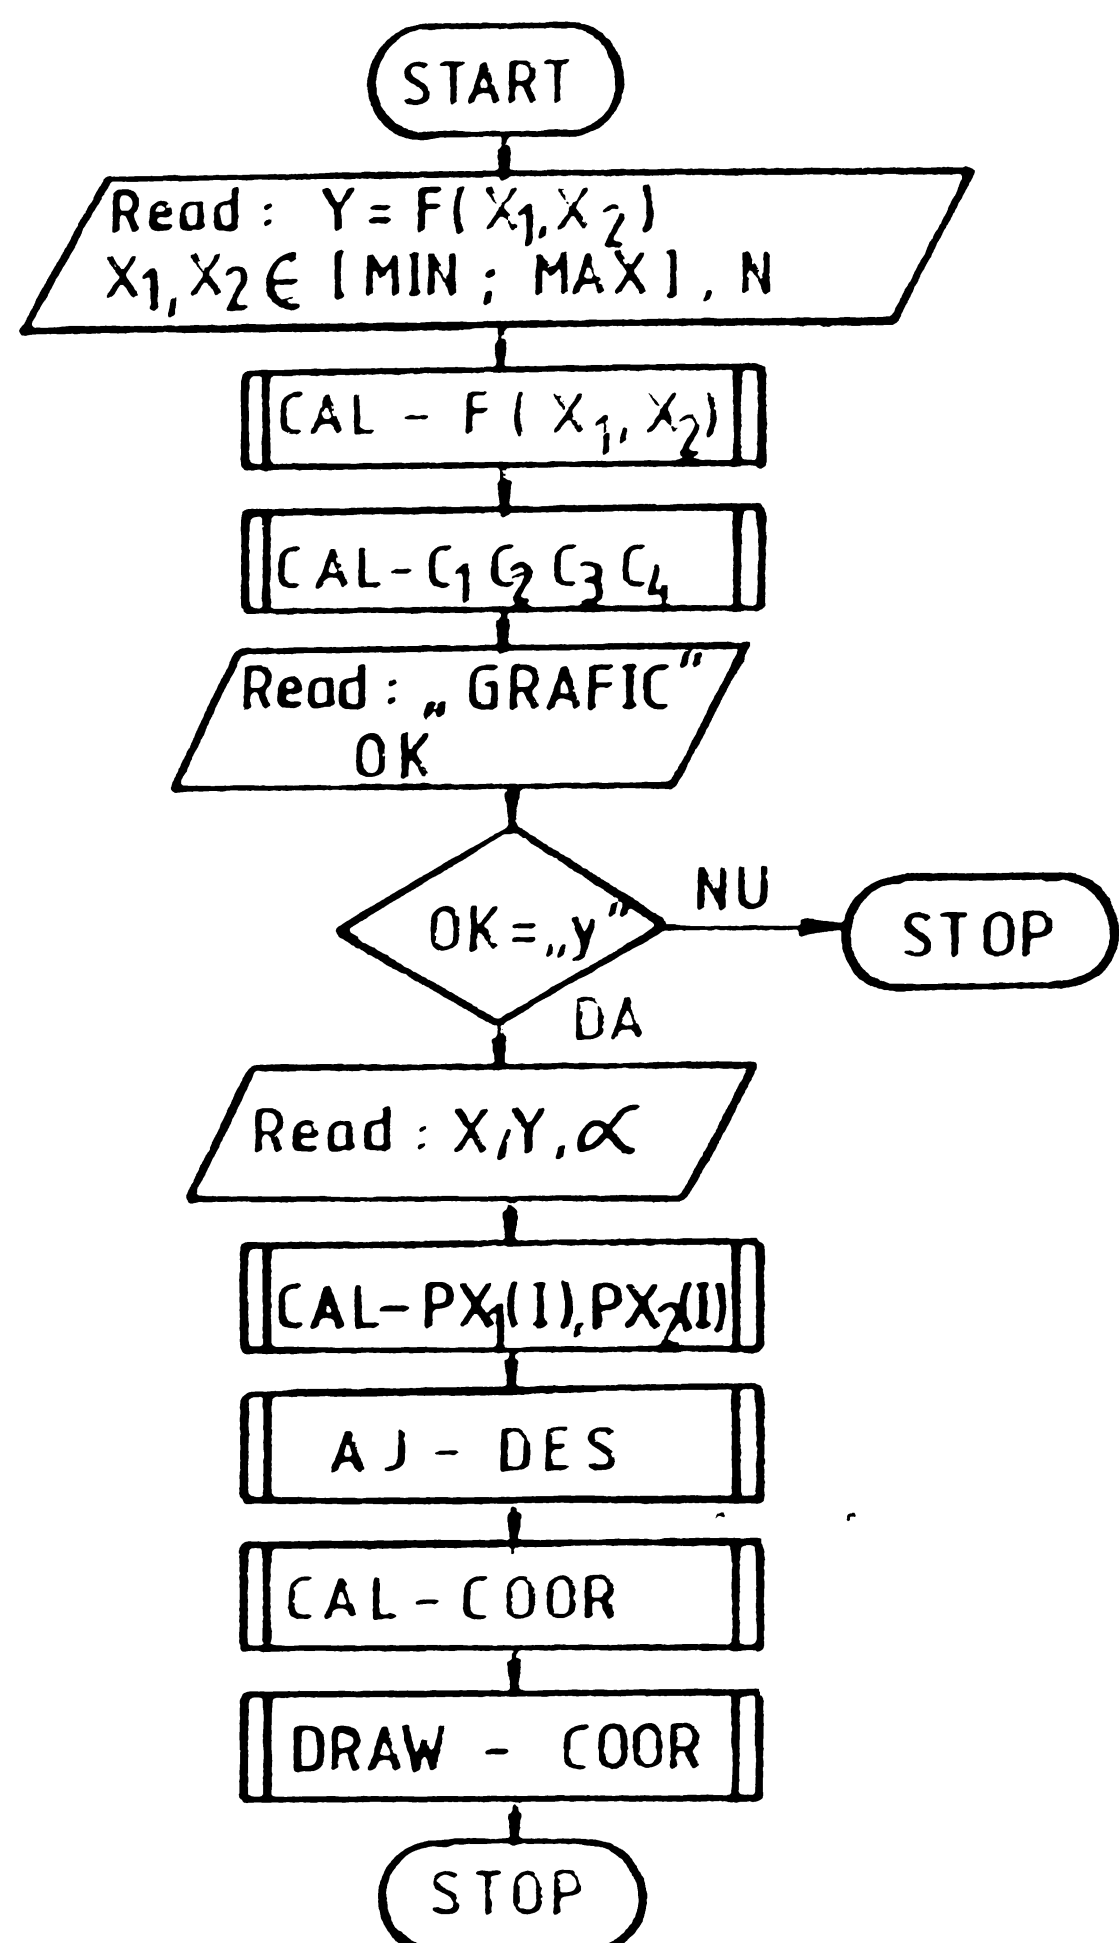 START
Read : Y = F( X₁, X₂ )
X₁, X₂ ∈ [ MIN ; MAX ] , N
CAL - F ( X₁, X₂ )
CAL - C₁ C₂ C₃ C₄
Read : „ GRAFIC ”
OK
OK = „y”
NU
STOP
DA
Read : X, Y, α
CAL - PX₁(I), PX₂(I)
AJ - DES
CAL - COOR
DRAW - COOR
STOP